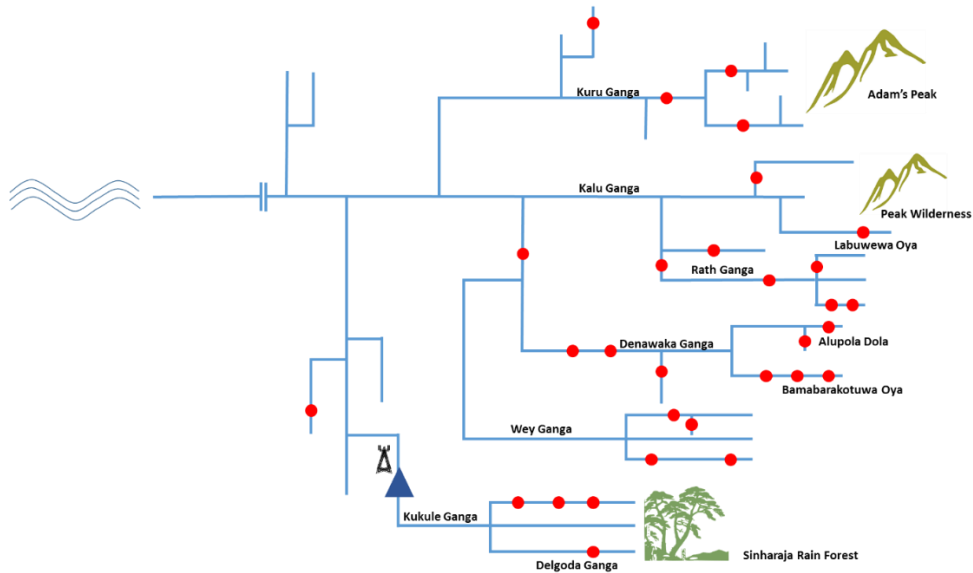 Kuru Ganga
Adam's Peak
Kalu Ganga
Peak Wilderness
Labuwewa Oya
Rath Ganga
Denawaka Ganga
Alupola Dola
Bamabarakotuwa Oya
Wey Ganga
Kukule Ganga
Sinharaja Rain Forest
Delgoda Ganga